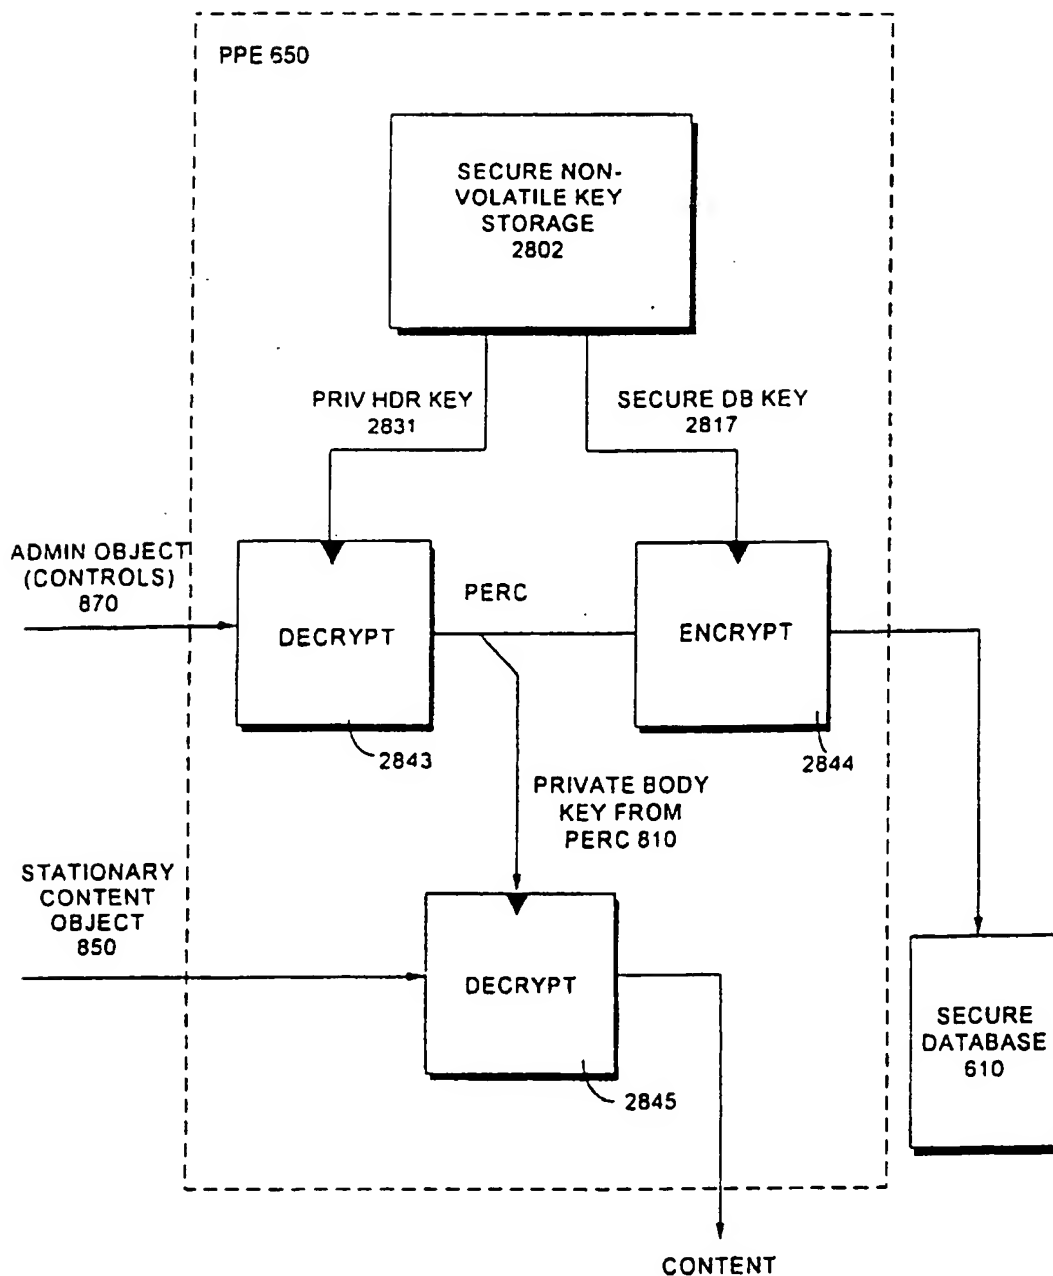 PPE 650
SECURE NON-
VOLATILE KEY
STORAGE
2802
PRIV HDR KEY
2831
SECURE DB KEY
2817
ADMIN OBJECT
(CONTROLS)
870
DECRYPT
PERC
ENCRYPT
2843
2844
PRIVATE BODY
KEY FROM
PERC 810
STATIONARY
CONTENT
OBJECT
850
DECRYPT
2845
SECURE
DATABASE
610
CONTENT